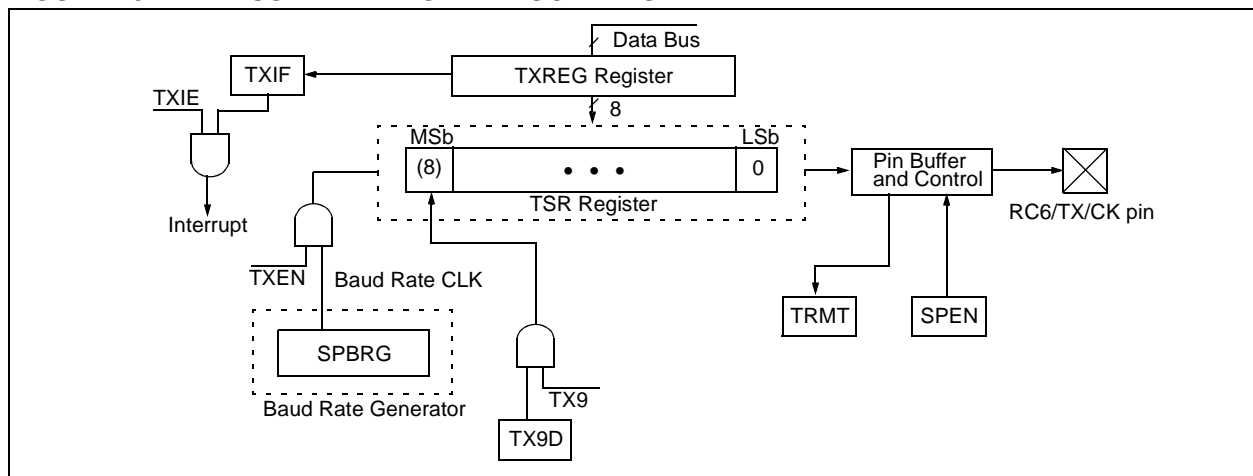 Data Bus
TXIF
TXREG Register
TXIE
8
MSb
LSb
(8)
• • •
0
Pin Buffer
and Control
TSR Register
RC6/TX/CK pin
Interrupt
TXEN
Baud Rate CLK
TRMT
SPEN
SPBRG
TX9
Baud Rate Generator
TX9D